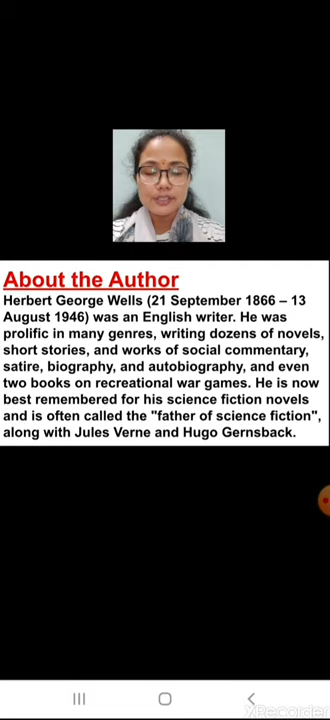 About the Author
Herbert George Wells (21 September 1866 – 13
August 1946) was an English writer. He was
prolific in many genres, writing dozens of novels,
short stories, and works of social commentary,
satire, biography, and autobiography, and even
two books on recreational war games. He is now
best remembered for his science fiction novels
and is often called the "father of science fiction",
along with Jules Verne and Hugo Gernsback.
XRecorder